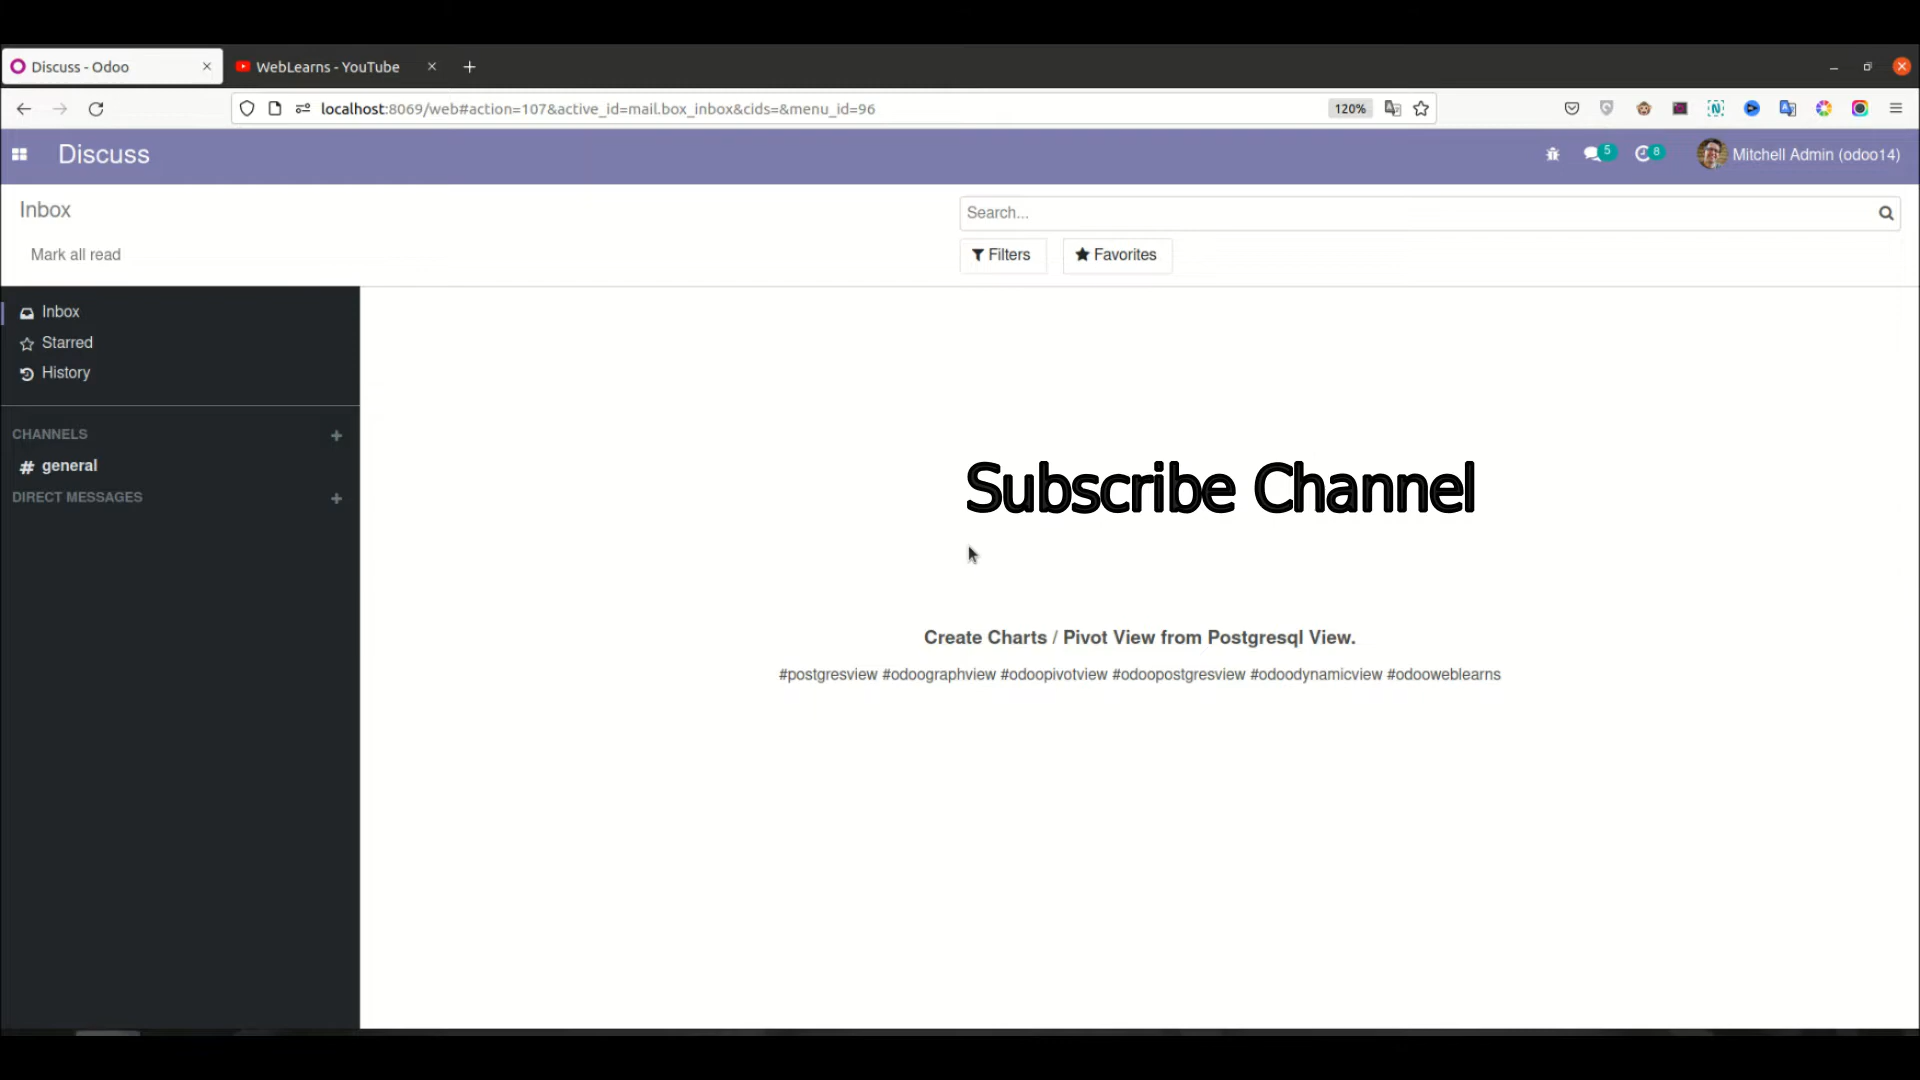 Discuss - Odoo
WebLearns - YouTube
localhost:8069/web#action=107&active_id=mail.box_inbox&cids=&menu_id=96
120%
Discuss
5
8
Mitchell Admin (odoo14)
Inbox
Search...
Mark all read
Filters
Favorites
Inbox
Starred
History
CHANNELS
# general
DIRECT MESSAGES
Subscribe Channel
Create Charts / Pivot View from Postgresql View.
#postgresview #odoographview #odoopivotview #odoopostgresview #odoodynamicview #odooweblearns